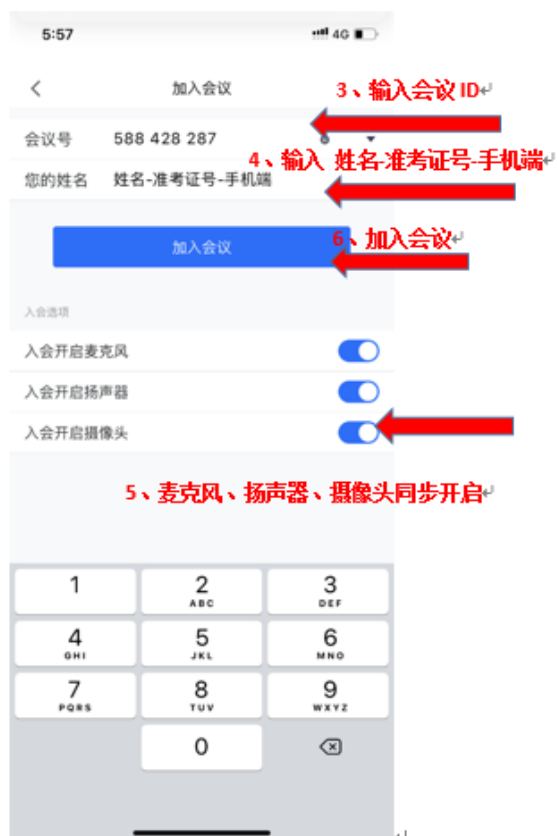 5:57
4G
加入会议
3、输入会议ID
会议号 588 428 287
4、输入 姓名-准考证号-手机端
您的姓名 姓名-准考证号-手机端
加入会议
6、加入会议
入会选项
入会开启麦克风
入会开启扬声器
入会开启摄像头
5、麦克风、扬声器、摄像头同步开启
1 2 3
ABC DEF
4 5 6
GHI JKL MNO
7 8 9
PQRS TUV WXYZ
0